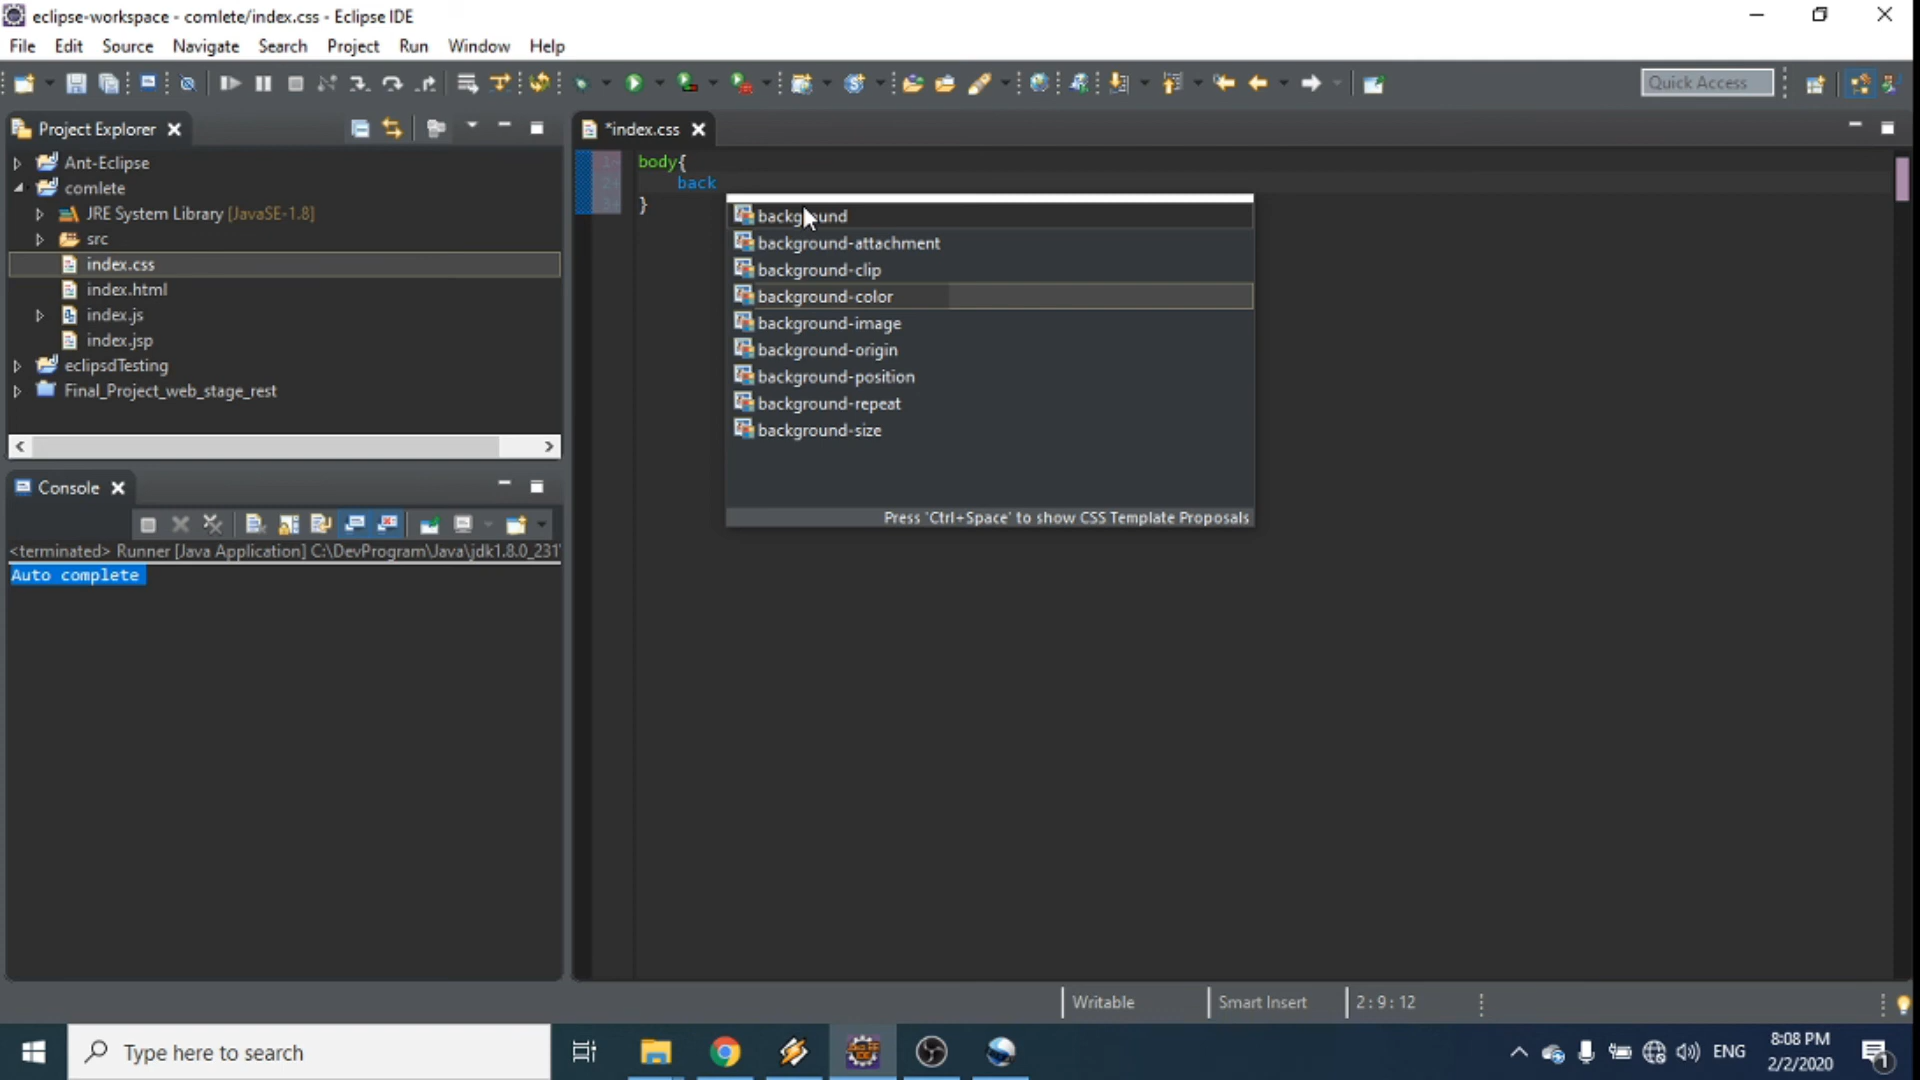 eclipse-workspace - comlete/index.css - Eclipse IDE
File Edit Source Navigate Search Project Run Window Help
Quick Access
Project Explorer
*index.css
Ant-Eclipse
comlete
JRE System Library [JavaSE-1.8]
src
index.css
index.html
index.js
index.jsp
eclipsdTesting
Final_Project_web_stage_rest
1 body{
2 back
3 }
background
background-attachment
background-clip
background-color
background-image
background-origin
background-position
background-repeat
background-size
Press 'Ctrl+Space' to show CSS Template Proposals
Console
<terminated> Runner [Java Application] C:\DevProgram\Java\jdk1.8.0_231
Auto complete
Writable Smart Insert 2 : 9 : 12
Type here to search
ENG
8:08 PM
2/2/2020
1